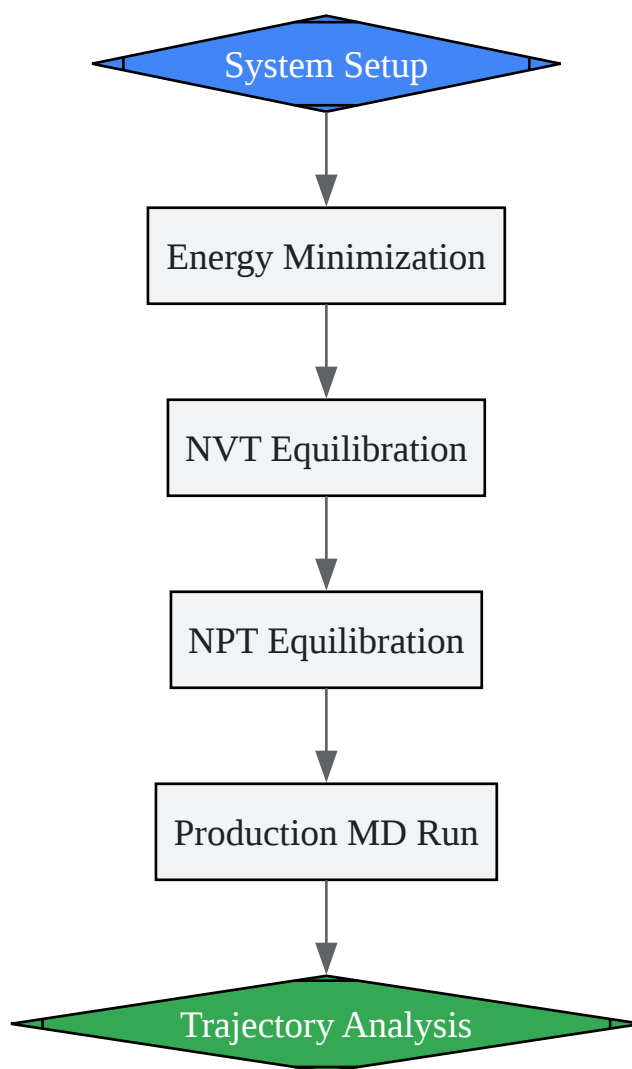 System Setup
Energy Minimization
NVT Equilibration
NPT Equilibration
Production MD Run
Trajectory Analysis